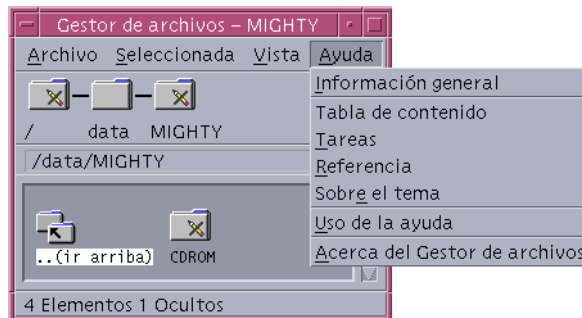 Gestor de archivos – MIGHTY
Archivo Seleccionada Vista Ayuda
/ data MIGHTY
/data/MIGHTY
..(ir arriba) CDROM
4 Elementos 1 Ocultos
Información general
Tabla de contenido
Tareas
Referencia
Sobre el tema
Uso de la ayuda
Acerca del Gestor de archivos